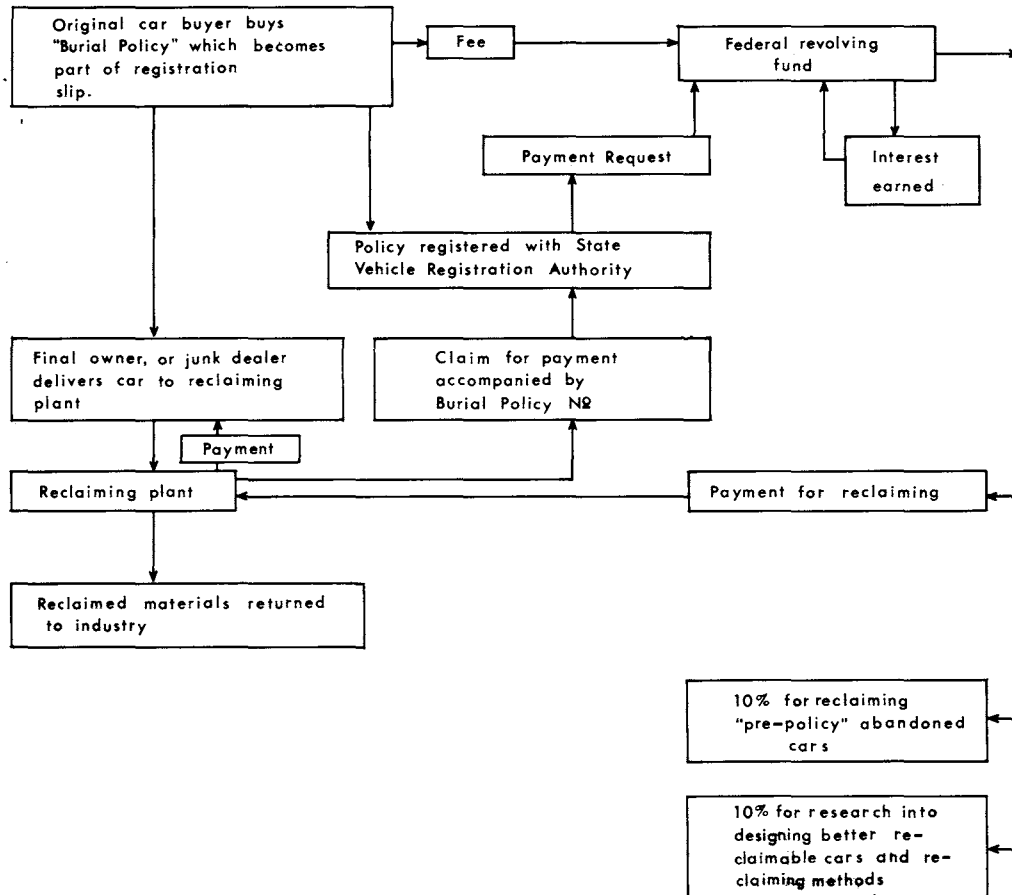 Original car buyer buys
"Burial Policy" which becomes
part of registration
slip.
Fee
Federal revolving
fund
Payment Request
Interest
earned
Policy registered with State
Vehicle Registration Authority
Final owner, or junk dealer
delivers car to reclaiming
plant
Claim for payment
accompanied by
Burial Policy Nº
Payment
Reclaiming plant
Payment for reclaiming
Reclaimed materials returned
to industry
10% for reclaiming
"pre-policy" abandoned
cars
10% for research into
designing better re-
claimable cars and re-
claiming methods